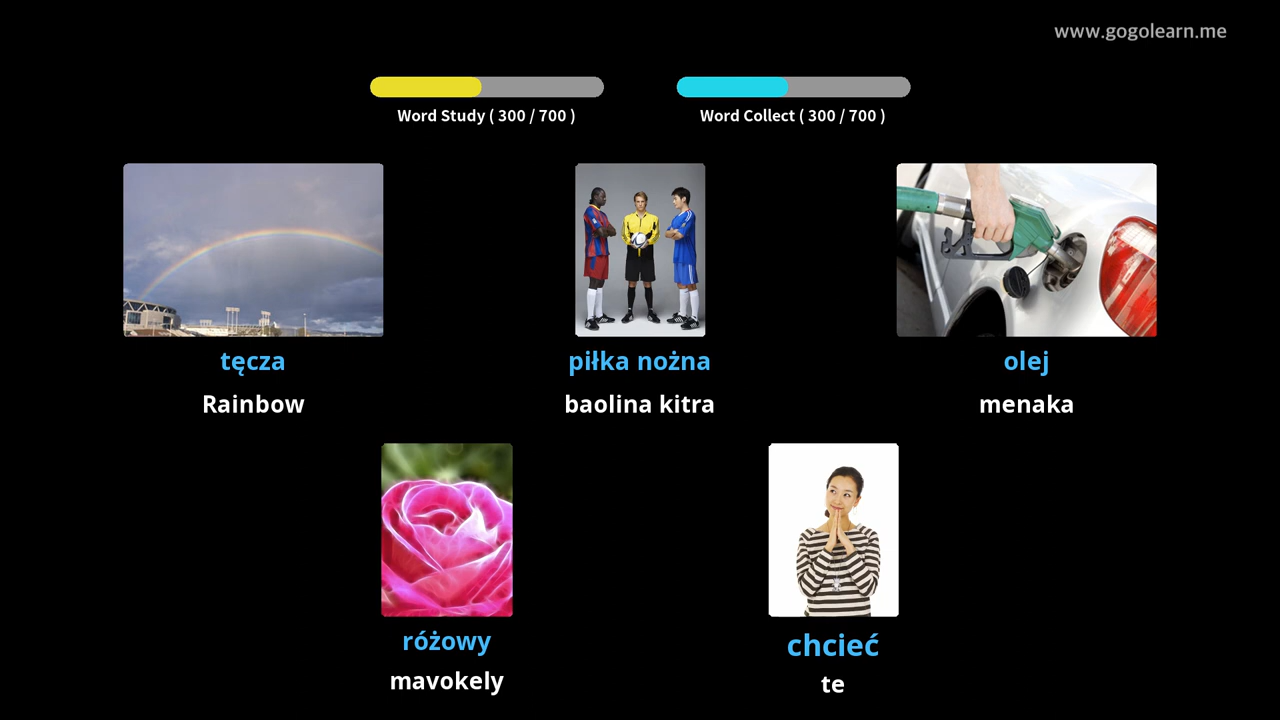 www.gogolearn.me
Word Study ( 300 / 700 )
Word Collect ( 300 / 700 )
tęcza
Rainbow
piłka nożna
baolina kitra
olej
menaka
różowy
mavokely
chcieć
te